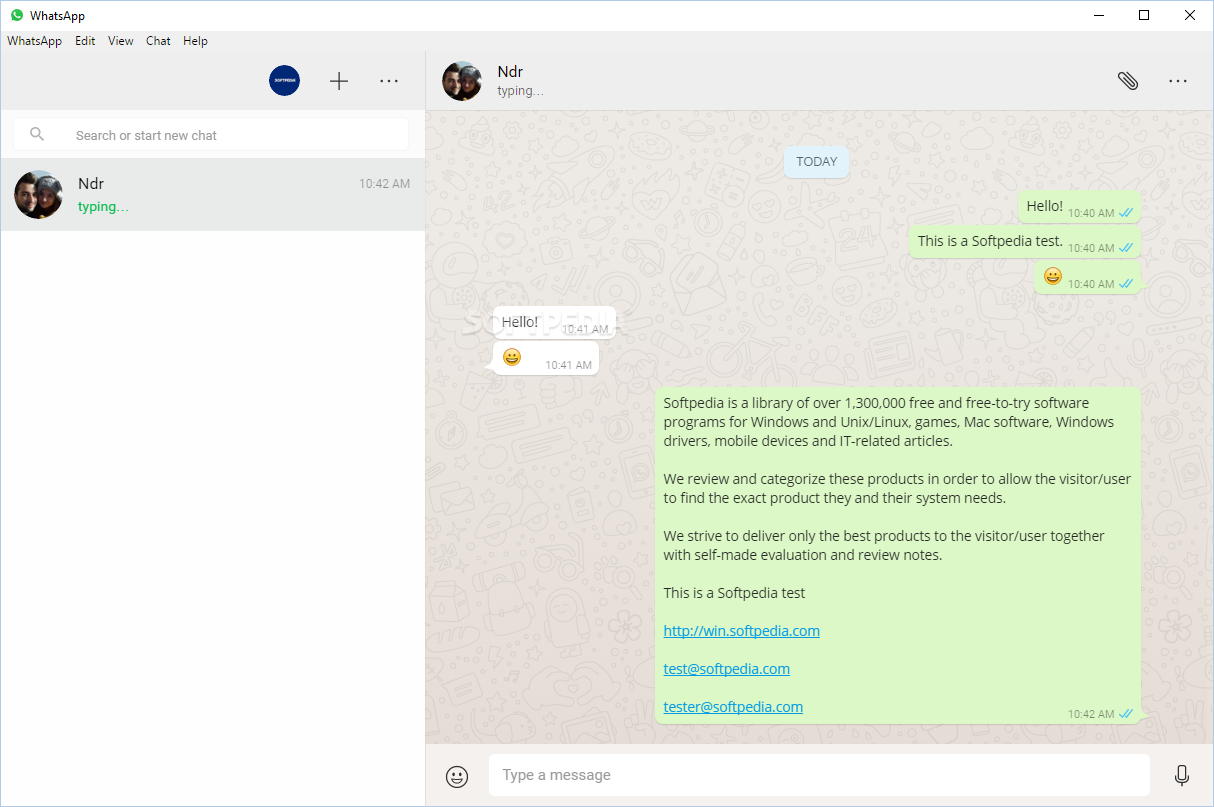 WhatsApp
WhatsApp Edit View Chat Help
SOFTPEDIA
Search or start new chat
Ndr
10:42 AM
typing…
Ndr
typing…
TODAY
Hello! 10:40 AM
This is a Softpedia test. 10:40 AM
😀 10:40 AM
SOFTPEDIA
Hello! 10:41 AM
😀 10:41 AM
Softpedia is a library of over 1,300,000 free and free-to-try software
programs for Windows and Unix/Linux, games, Mac software, Windows
drivers, mobile devices and IT-related articles.
We review and categorize these products in order to allow the visitor/user
to find the exact product they and their system needs.
We strive to deliver only the best products to the visitor/user together
with self-made evaluation and review notes.
This is a Softpedia test
http://win.softpedia.com
test@softpedia.com
tester@softpedia.com
10:42 AM
Type a message